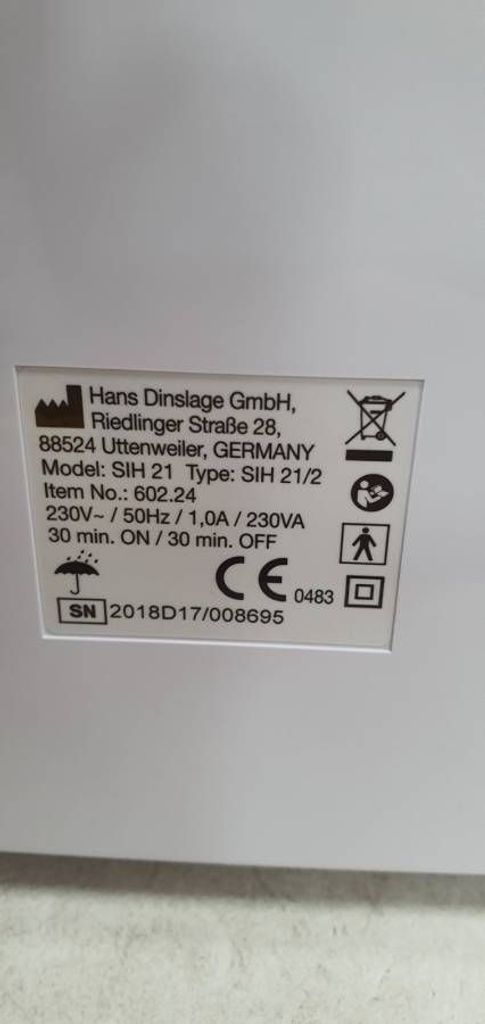 Hans Dinslage GmbH,
Riedlinger Straße 28,
88524 Uttenweiler, GERMANY
Model: SIH 21 Type: SIH 21/2
Item No.: 602.24
230V~ / 50Hz / 1,0A / 230VA
30 min. ON / 30 min. OFF
CE 0483
SN 2018D17/008695